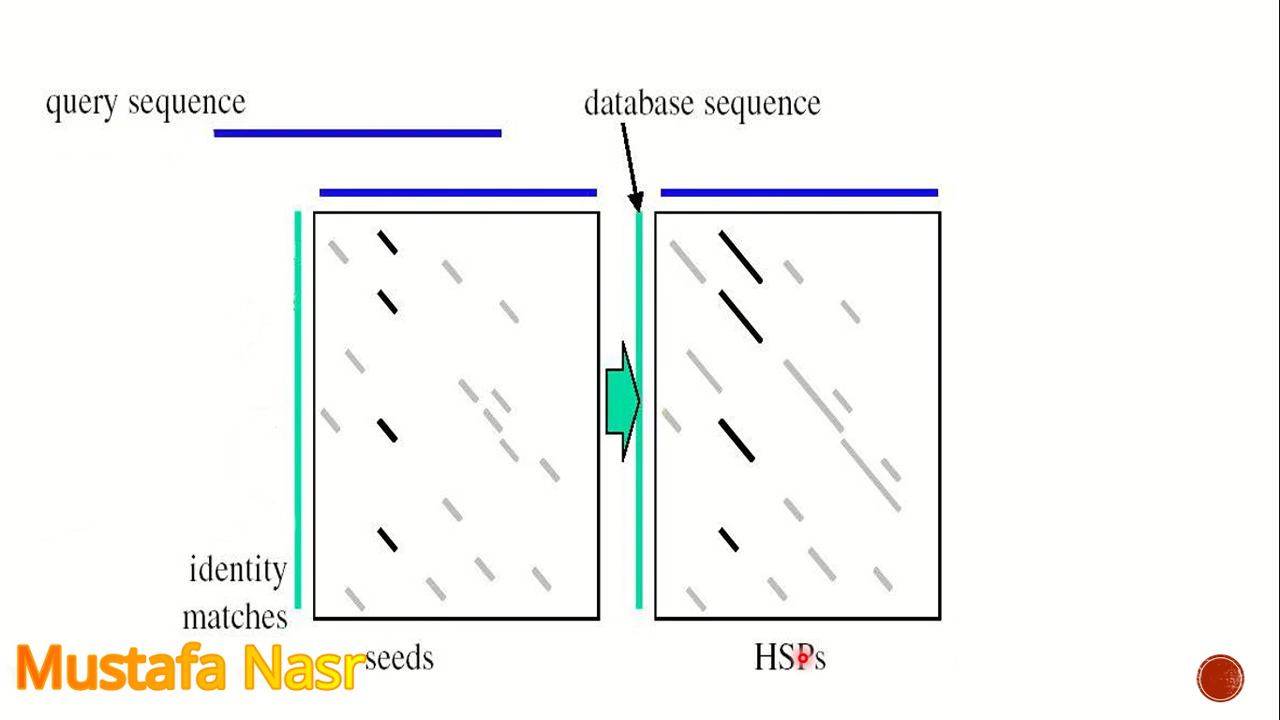 query sequence
database sequence
identity
matches
seeds
HSPs
Mustafa Nasr